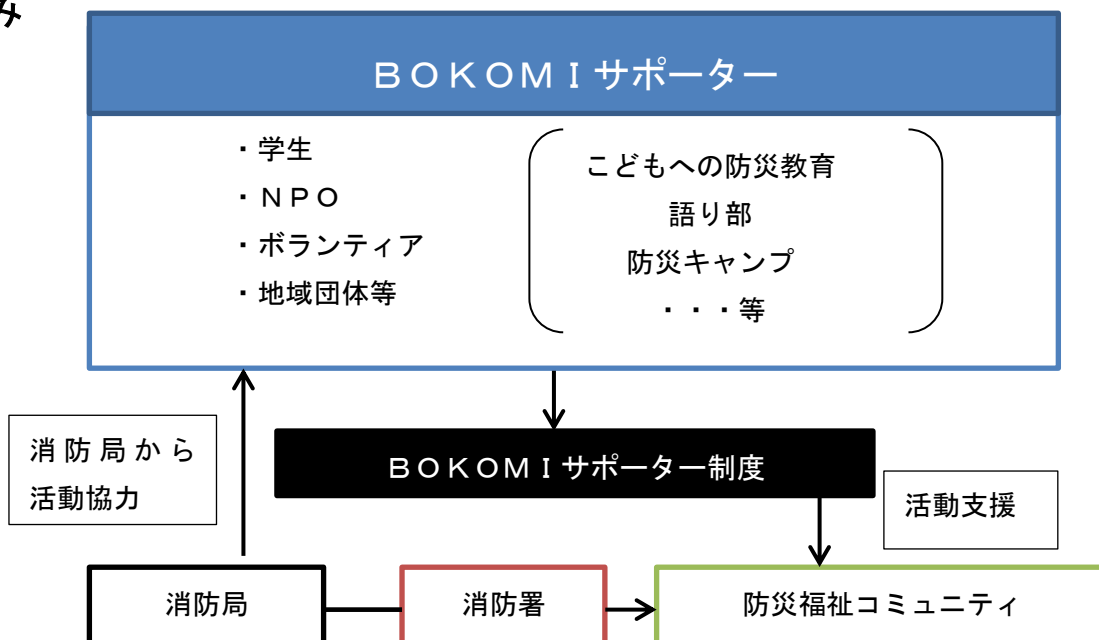 み
ＢＯＫＯＭＩサポーター
・学生
・ＮＰＯ
・ボランティア
・地域団体等
こどもへの防災教育
語り部
防災キャンプ
・・・等
消防局から
活動協力
ＢＯＫＯＭＩサポーター制度
活動支援
消防局
消防署
防災福祉コミュニティ